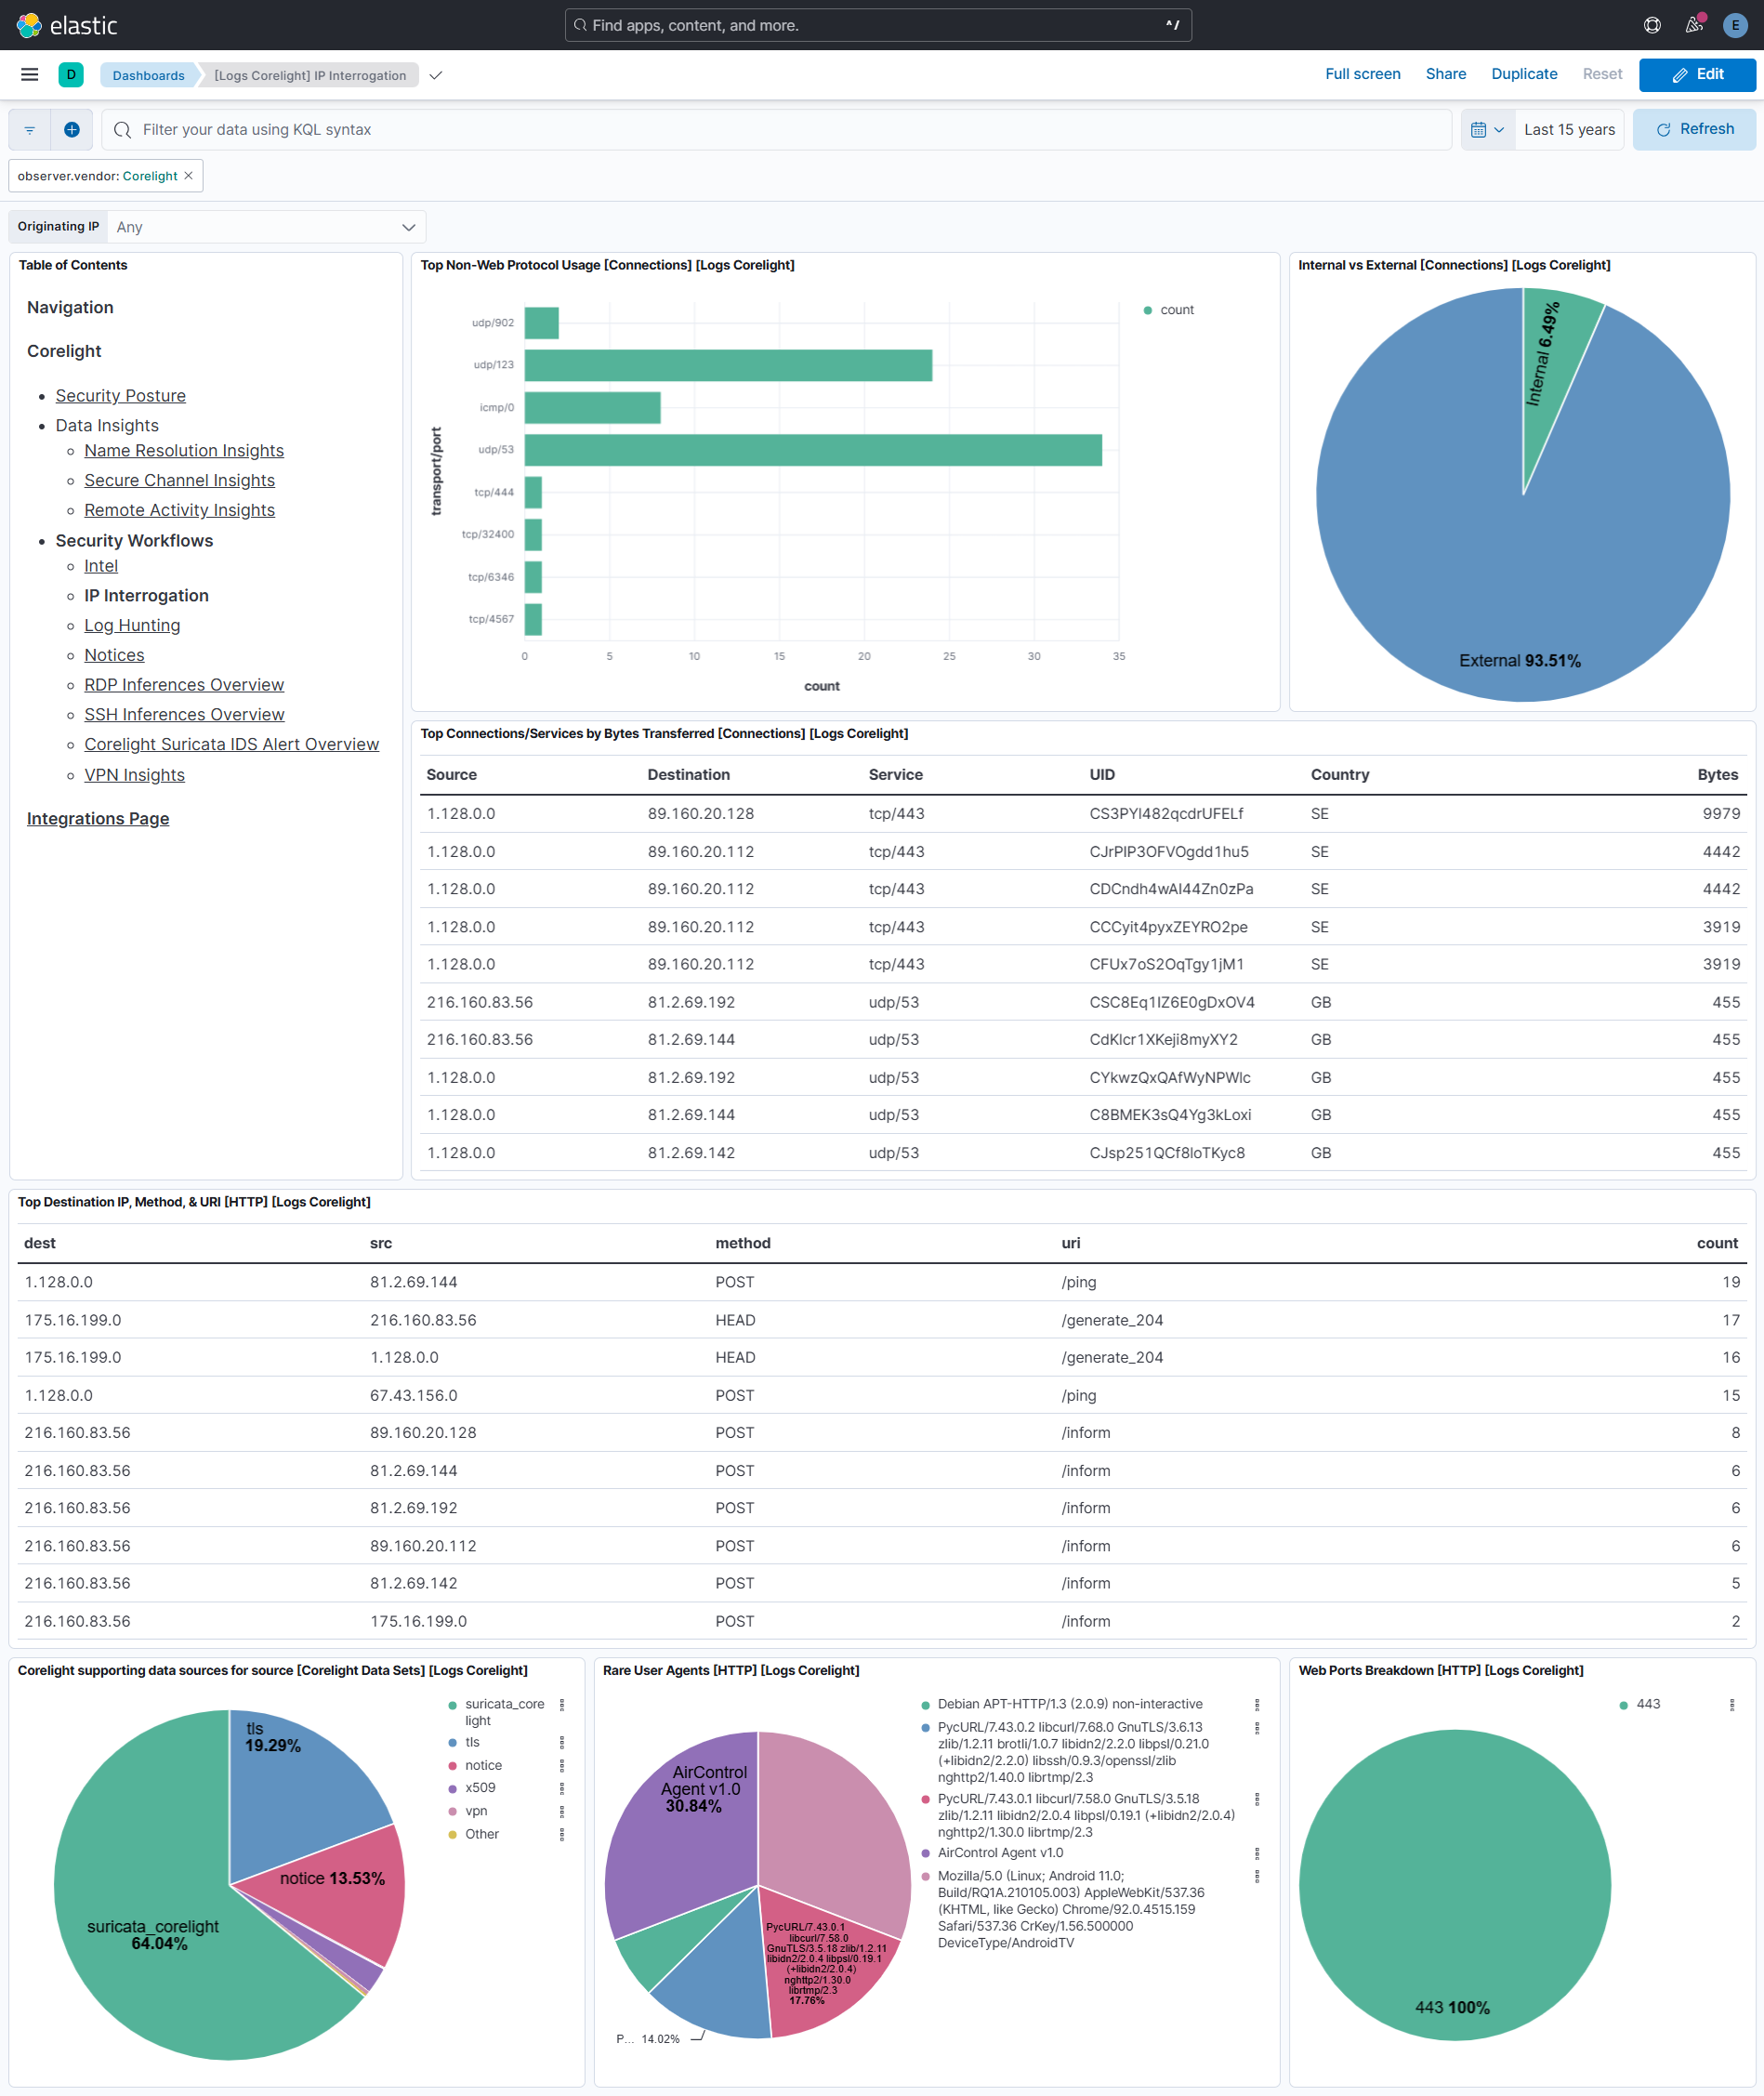 elastic
Find apps, content, and more.
^/
E
D
Dashboards
[Logs Corelight] IP Interrogation
Full screen
Share
Duplicate
Reset
Edit
Filter your data using KQL syntax
Last 15 years
Refresh
observer.vendor: Corelight ×
Originating IP
Any
Table of Contents
Navigation
Corelight
Security Posture
Data Insights
Name Resolution Insights
Secure Channel Insights
Remote Activity Insights
Security Workflows
Intel
IP Interrogation
Log Hunting
Notices
RDP Inferences Overview
SSH Inferences Overview
Corelight Suricata IDS Alert Overview
VPN Insights
Integrations Page
Top Non-Web Protocol Usage [Connections] [Logs Corelight]
transport/port
udp/902
udp/123
icmp/0
udp/53
tcp/444
tcp/32400
tcp/6346
tcp/4567
0 5 10 15 20 25 30 35
count
count
Internal vs External [Connections] [Logs Corelight]
Internal 6.49%
External 93.51%
Top Connections/Services by Bytes Transferred [Connections] [Logs Corelight]
Source Destination Service UID Country Bytes
1.128.0.0 89.160.20.128 tcp/443 CS3PYI482qcdrUFELf SE 9979
1.128.0.0 89.160.20.112 tcp/443 CJrPIP3OFVOgdd1hu5 SE 4442
1.128.0.0 89.160.20.112 tcp/443 CDCndh4wAI44Zn0zPa SE 4442
1.128.0.0 89.160.20.112 tcp/443 CCCyit4pyxZEYRO2pe SE 3919
1.128.0.0 89.160.20.112 tcp/443 CFUx7oS2OqTgy1jM1 SE 3919
216.160.83.56 81.2.69.192 udp/53 CSC8Eq1IZ6E0gDxOV4 GB 455
216.160.83.56 81.2.69.144 udp/53 CdKlcr1XKeji8myXY2 GB 455
1.128.0.0 81.2.69.192 udp/53 CYkwzQxQAfWyNPWlc GB 455
1.128.0.0 81.2.69.144 udp/53 C8BMEK3sQ4Yg3kLoxi GB 455
1.128.0.0 81.2.69.142 udp/53 CJsp251QCf8loTKyc8 GB 455
Top Destination IP, Method, & URI [HTTP] [Logs Corelight]
dest src method uri count
1.128.0.0 81.2.69.144 POST /ping 19
175.16.199.0 216.160.83.56 HEAD /generate_204 17
175.16.199.0 1.128.0.0 HEAD /generate_204 16
1.128.0.0 67.43.156.0 POST /ping 15
216.160.83.56 89.160.20.128 POST /inform 8
216.160.83.56 81.2.69.144 POST /inform 6
216.160.83.56 81.2.69.192 POST /inform 6
216.160.83.56 89.160.20.112 POST /inform 6
216.160.83.56 81.2.69.142 POST /inform 5
216.160.83.56 175.16.199.0 POST /inform 2
Corelight supporting data sources for source [Corelight Data Sets] [Logs Corelight]
tls
19.29%
notice 13.53%
suricata_corelight
64.04%
suricata_core
light
tls
notice
x509
vpn
Other
Rare User Agents [HTTP] [Logs Corelight]
AirControl
Agent v1.0
30.84%
PycURL/7.43.0.1
libcurl/7.58.0
GnuTLS/3.5.18 zlib/1.2.11
libidn2/2.0.4 libpsl/0.19.1
(+libidn2/2.0.4)
nghttp2/1.30.0
librtmp/2.3
17.76%
P... 14.02%
Debian APT-HTTP/1.3 (2.0.9) non-interactive
PycURL/7.43.0.2 libcurl/7.68.0 GnuTLS/3.6.13
zlib/1.2.11 brotli/1.0.7 libidn2/2.2.0 libpsl/0.21.0
(+libidn2/2.2.0) libssh/0.9.3/openssl/zlib
nghttp2/1.40.0 librtmp/2.3
PycURL/7.43.0.1 libcurl/7.58.0 GnuTLS/3.5.18
zlib/1.2.11 libidn2/2.0.4 libpsl/0.19.1 (+libidn2/2.0.4)
nghttp2/1.30.0 librtmp/2.3
AirControl Agent v1.0
Mozilla/5.0 (Linux; Android 11.0;
Build/RQ1A.210105.003) AppleWebKit/537.36
(KHTML, like Gecko) Chrome/92.0.4515.159
Safari/537.36 CrKey/1.56.500000
DeviceType/AndroidTV
Web Ports Breakdown [HTTP] [Logs Corelight]
443
443 100%